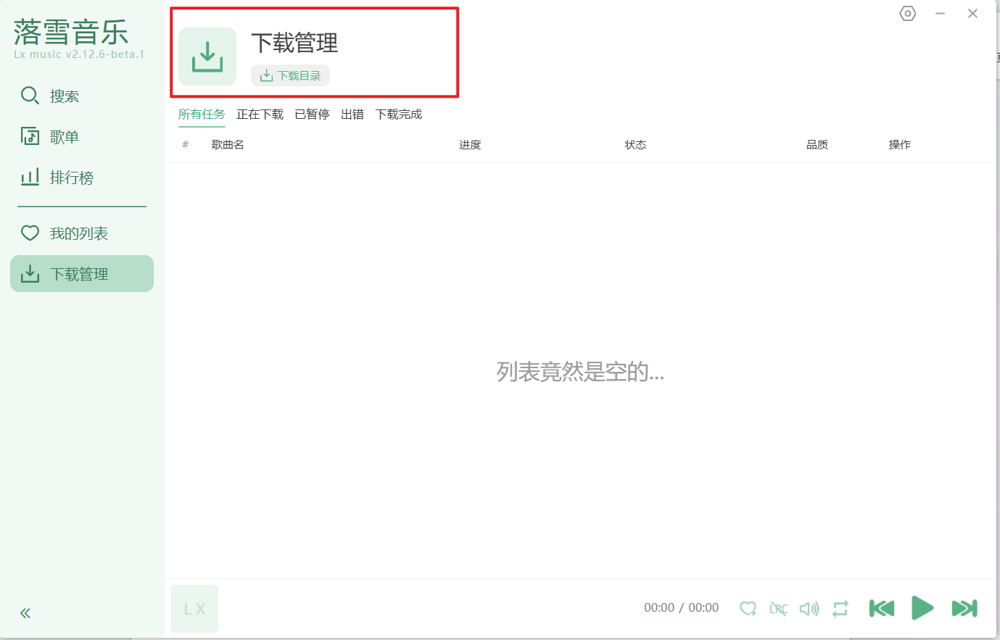 落雪音乐
Lx music v2.12.6-beta.1
搜索
歌单
排行榜
我的列表
下载管理
下载管理
下载目录
所有任务 正在下载 已暂停 出错 下载完成
# 歌曲名 进度 状态 品质 操作
列表竟然是空的...
LX
00:00 / 00:00
LRC